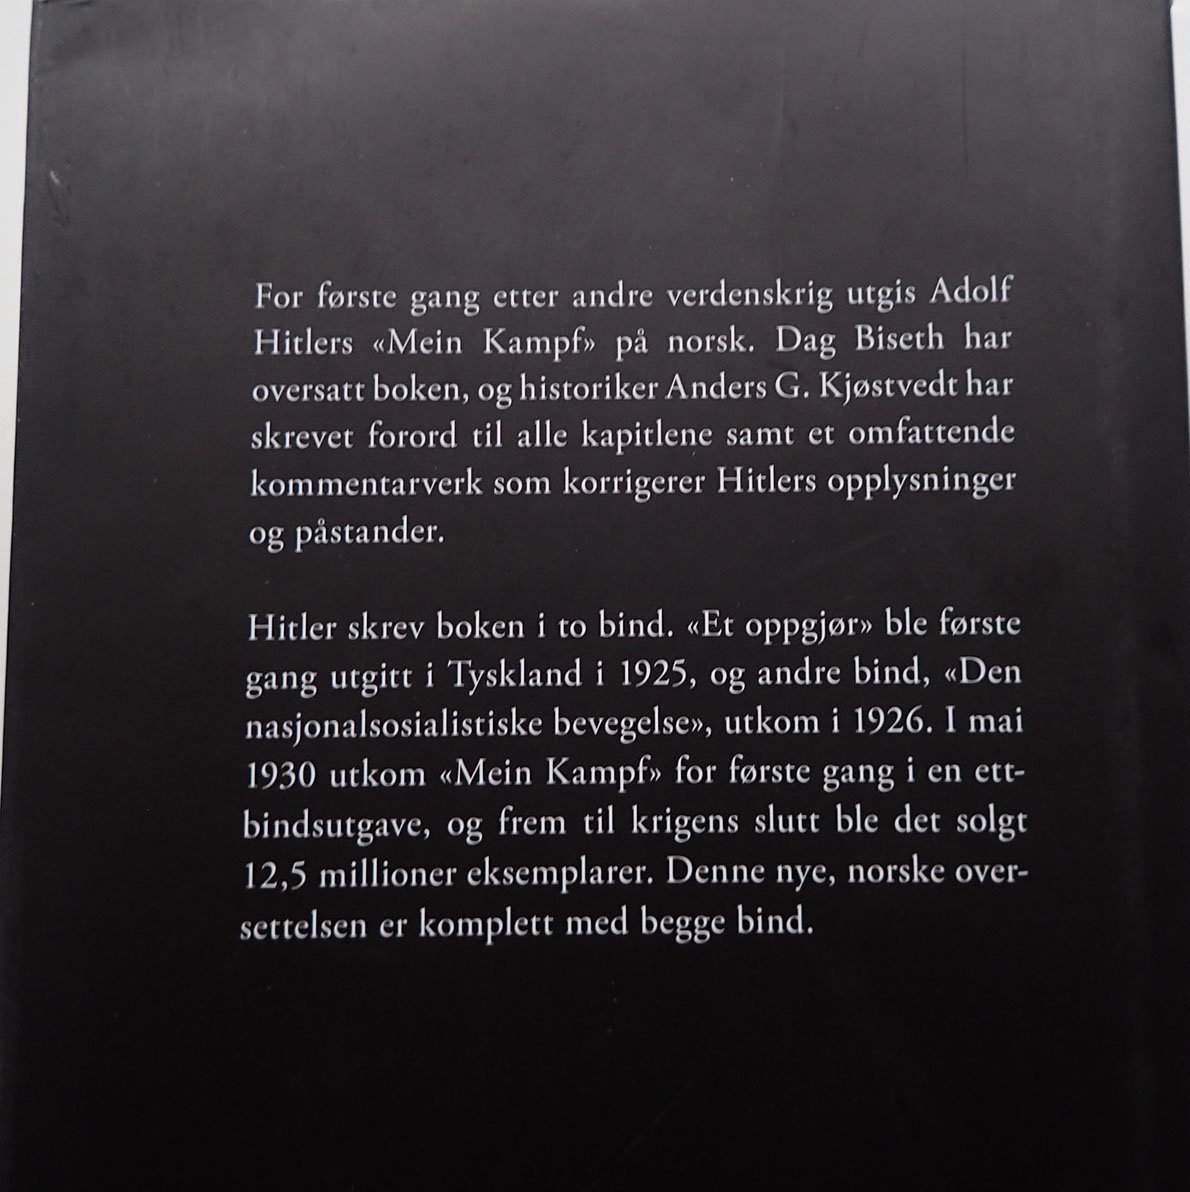 For første gang etter andre verdenskrig utgis Adolf
Hitlers «Mein Kampf» på norsk. Dag Biseth har
oversatt boken, og historiker Anders G. Kjøstvedt har
skrevet forord til alle kapitlene samt et omfattende
kommentarverk som korrigerer Hitlers opplysninger
og påstander.
Hitler skrev boken i to bind. «Et oppgjør» ble første
gang utgitt i Tyskland i 1925, og andre bind, «Den
nasjonalsosialistiske bevegelse», utkom i 1926. I mai
1930 utkom «Mein Kampf» for første gang i en ett-
bindsutgave, og frem til krigens slutt ble det solgt
12,5 millioner eksemplarer. Denne nye, norske over-
settelsen er komplett med begge bind.